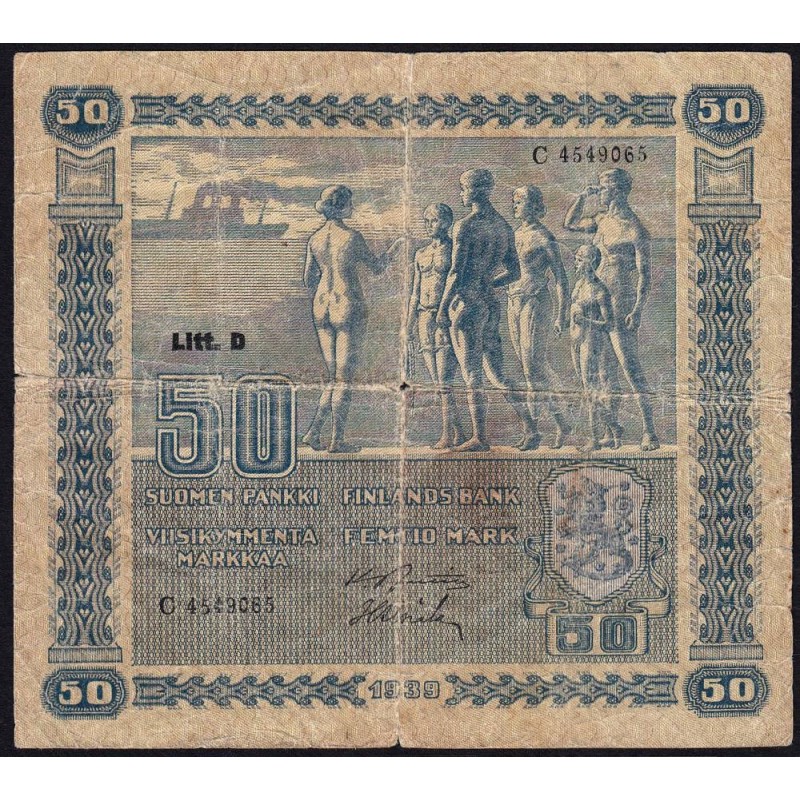 50 50
C 4549065
Litt. D
50
SUOMEN PANKKI FINLANDS BANK
VIISIKYMMENTÄ FEMTIO MARK
MARKKAA
C 4549065
50
50 1939 50